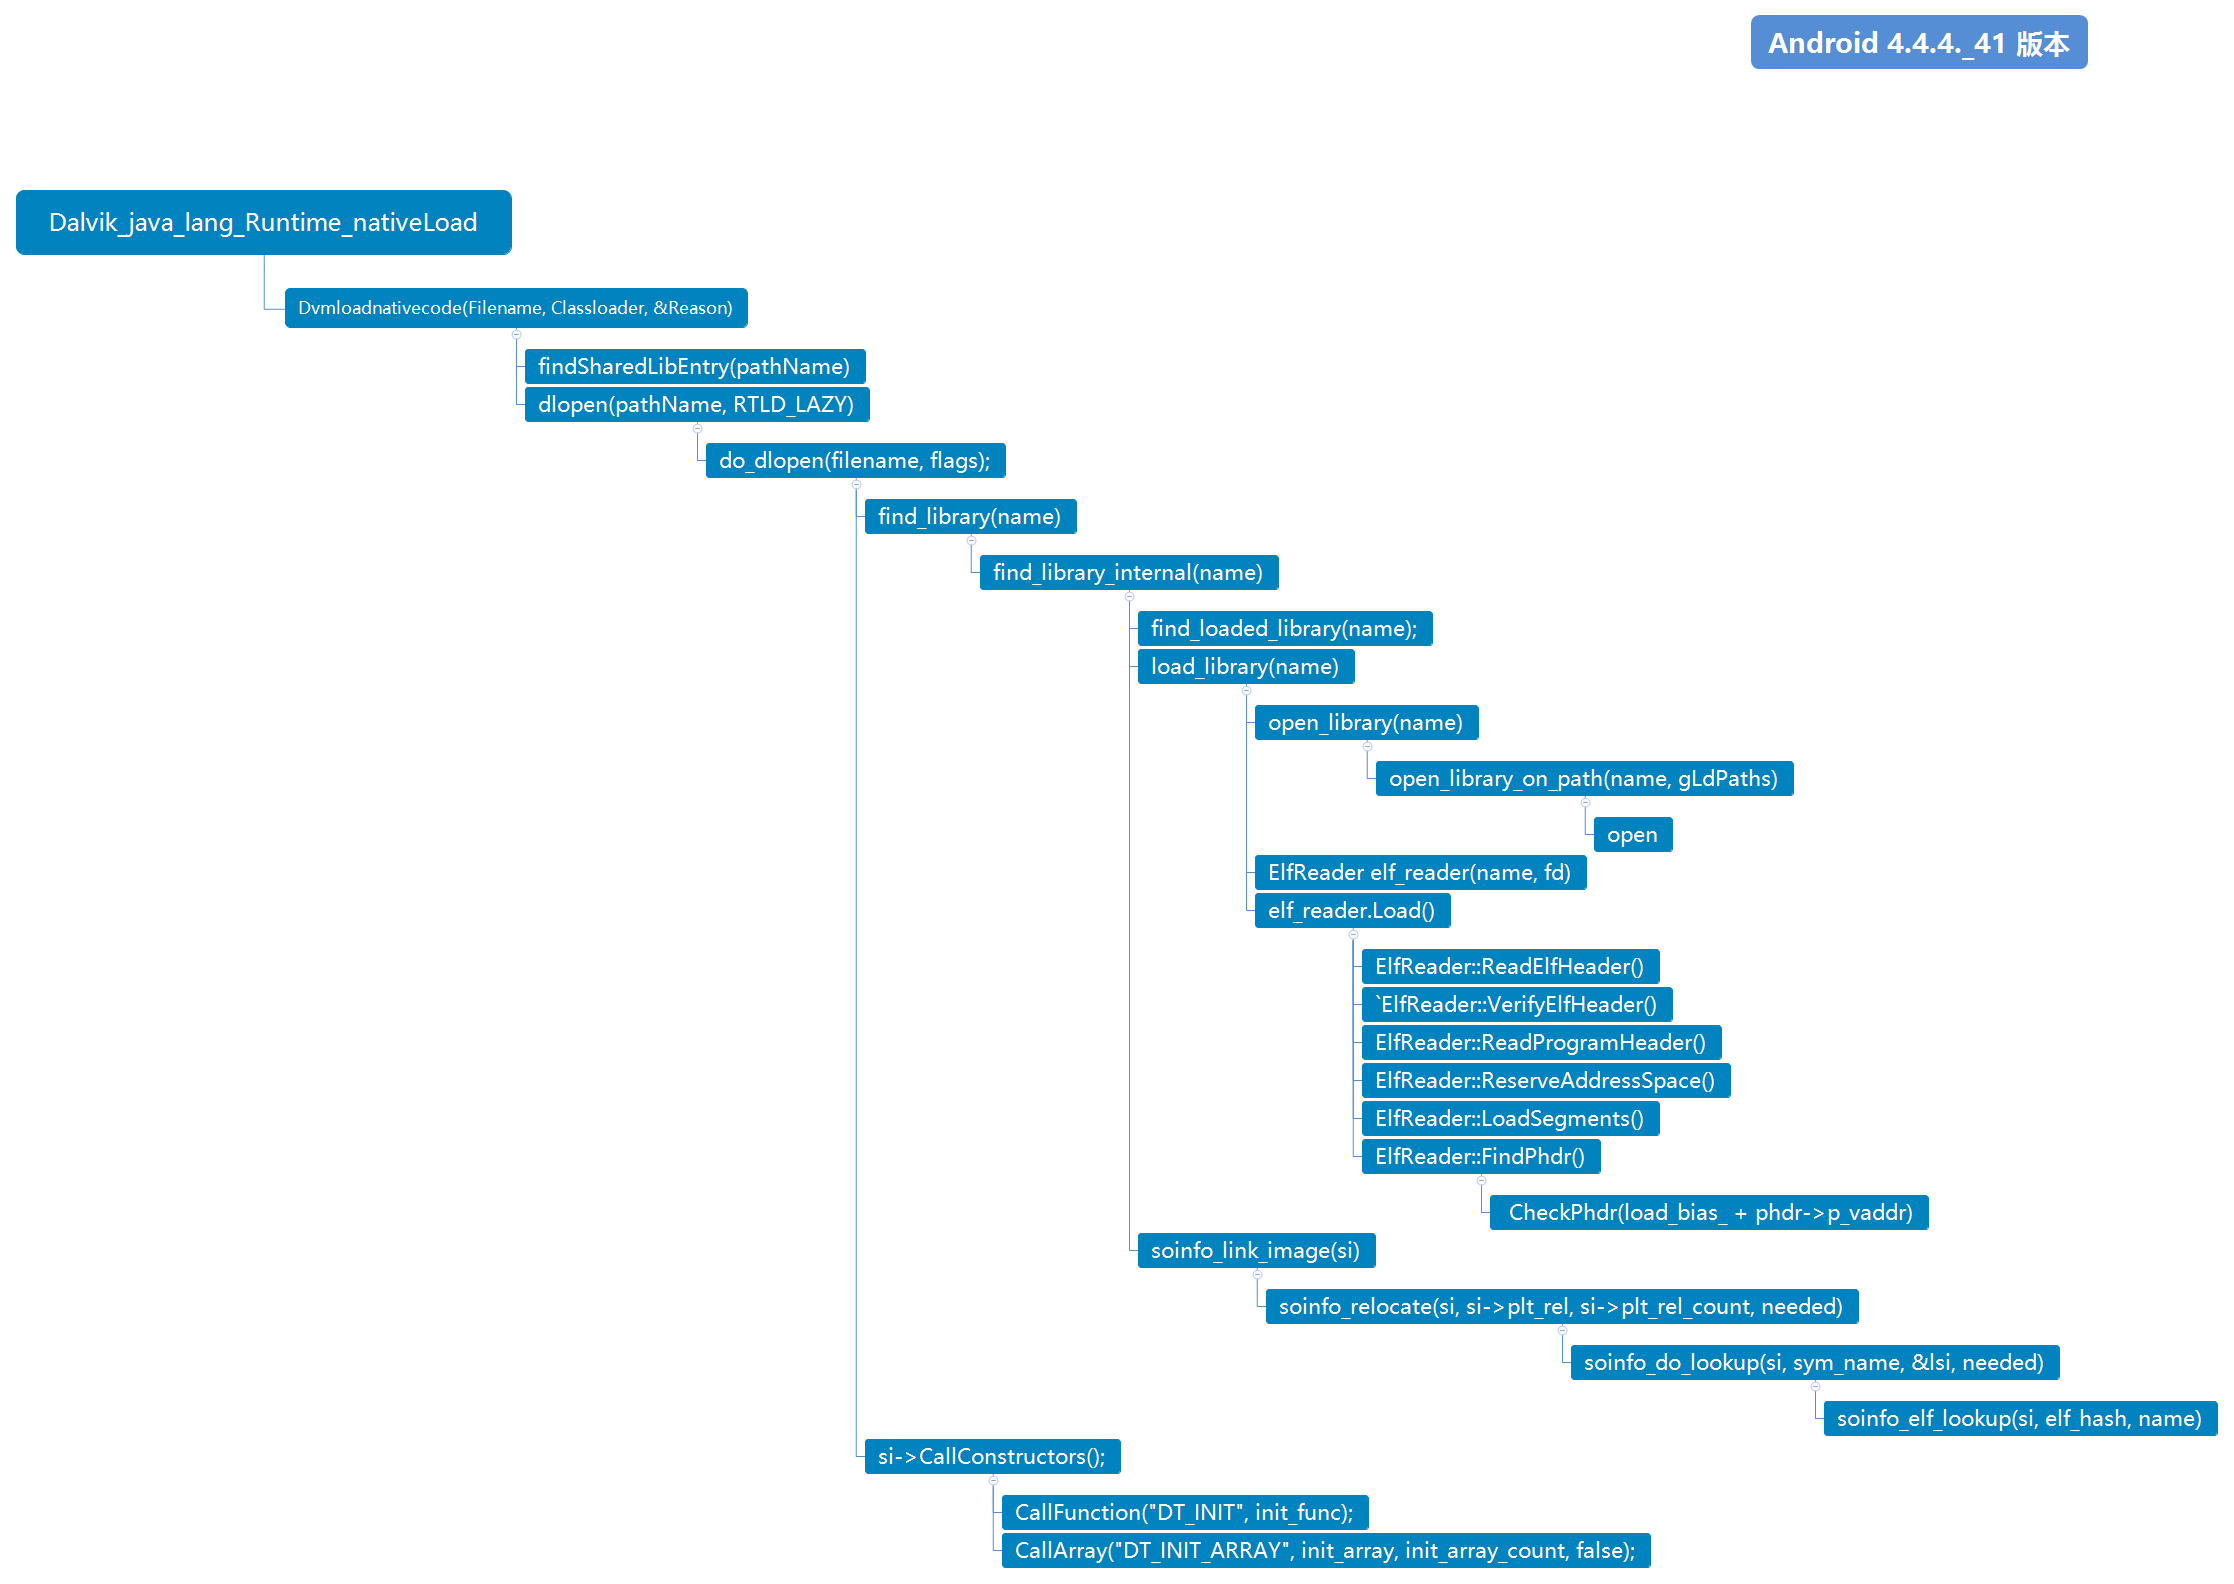 Android 4.4.4._41 版本
Dalvik_java_lang_Runtime_nativeLoad
Dvmloadnativecode(Filename, Classloader, &Reason)
findSharedLibEntry(pathName)
dlopen(pathName, RTLD_LAZY)
do_dlopen(filename, flags);
find_library(name)
find_library_internal(name)
find_loaded_library(name);
load_library(name)
open_library(name)
open_library_on_path(name, gLdPaths)
open
ElfReader elf_reader(name, fd)
elf_reader.Load()
ElfReader::ReadElfHeader()
`ElfReader::VerifyElfHeader()
ElfReader::ReadProgramHeader()
ElfReader::ReserveAddressSpace()
ElfReader::LoadSegments()
ElfReader::FindPhdr()
CheckPhdr(load_bias_ + phdr->p_vaddr)
soinfo_link_image(si)
soinfo_relocate(si, si->plt_rel, si->plt_rel_count, needed)
soinfo_do_lookup(si, sym_name, &lsi, needed)
soinfo_elf_lookup(si, elf_hash, name)
si->CallConstructors();
CallFunction("DT_INIT", init_func);
CallArray("DT_INIT_ARRAY", init_array, init_array_count, false);